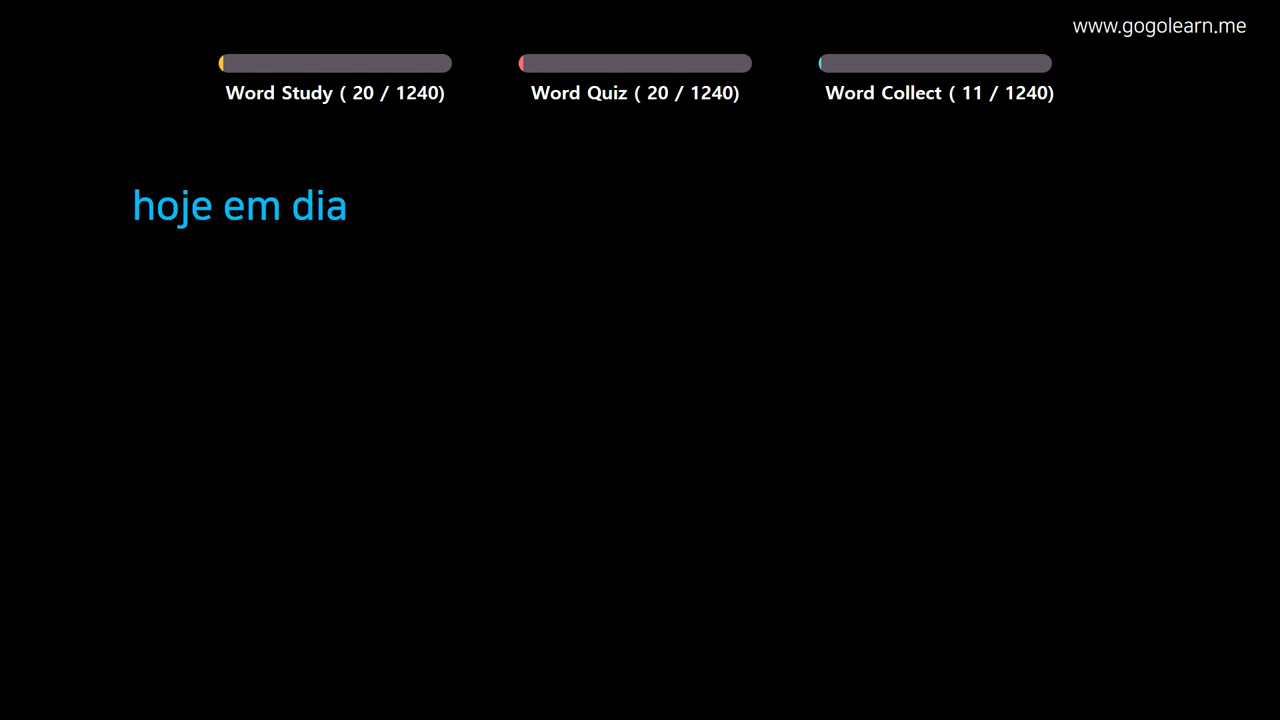 www.gogolearn.me
Word Study ( 20 / 1240)
Word Quiz ( 20 / 1240)
Word Collect ( 11 / 1240)
hoje em dia